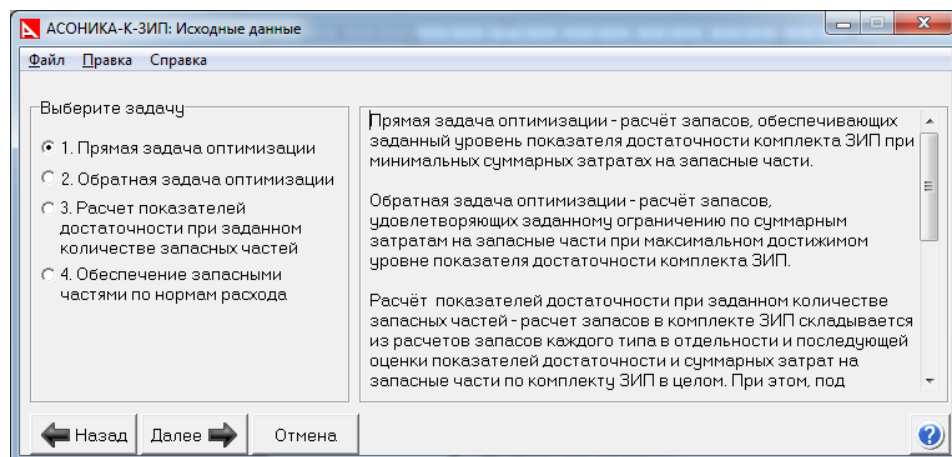 АСОНИКА-К-ЗИП: Исходные данные
Файл Правка Справка
Выберите задачу
1. Прямая задача оптимизации
2. Обратная задача оптимизации
3. Расчет показателей
достаточности при заданном
количестве запасных частей
4. Обеспечение запасными
частями по нормам расхода
Прямая задача оптимизации - расчёт запасов, обеспечивающих
заданный уровень показателя достаточности комплекта ЗИП при
минимальных суммарных затратах на запасные части.
Обратная задача оптимизации - расчёт запасов,
удовлетворяющих заданному ограничению по суммарным
затратам на запасные части при максимальном достижимом
уровне показателя достаточности комплекта ЗИП.
Расчёт показателей достаточности при заданном количестве
запасных частей - расчет запасов в комплекте ЗИП складывается
из расчетов запасов каждого типа в отдельности и последующей
оценки показателей достаточности и суммарных затрат на
запасные части по комплекту ЗИП в целом. При этом, под
Назад Далее Отмена